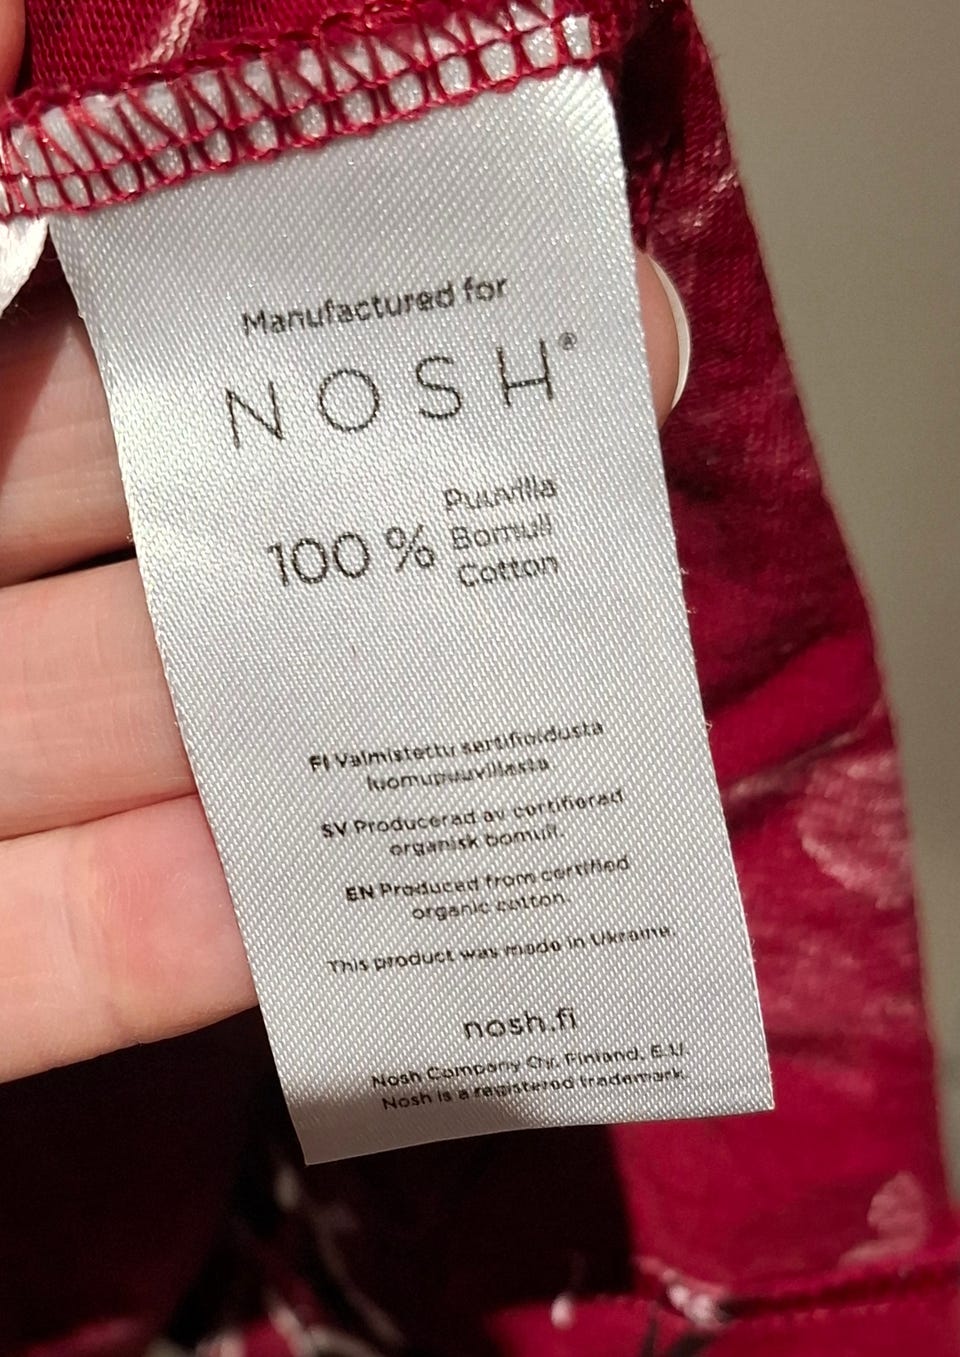 Manufactured for
NOSH®
100 % Puuvilla
Bomull
Cotton
FI Valmistettu sertifioidusta
luomupuuvillasta
SV Producerad av certifierad
organisk bomull.
EN Produced from certified
organic cotton.
This product was made in Ukraine.
nosh.fi
Nosh Company Oy, Finland, E.U.
Nosh is a registered trademark.